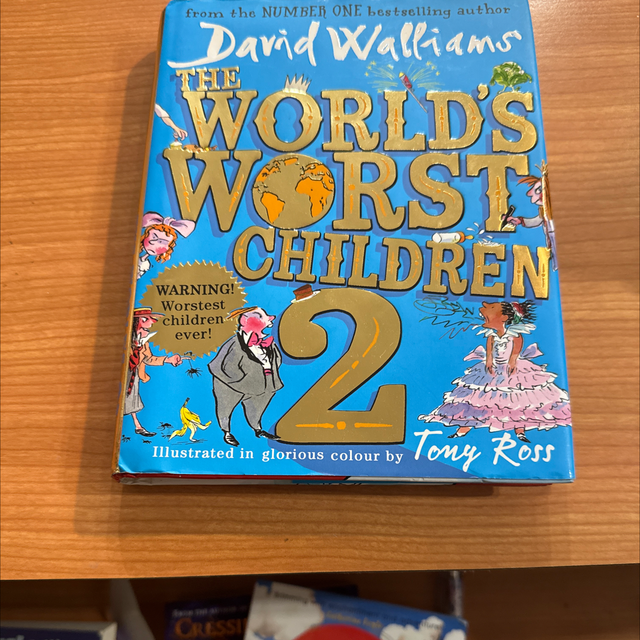 from the NUMBER ONE bestselling author
David Walliams
THE
WORLD'S
WORST
CHILDREN
2
WARNING!
Worstest
children
ever!
Illustrated in glorious colour by Tony Ross